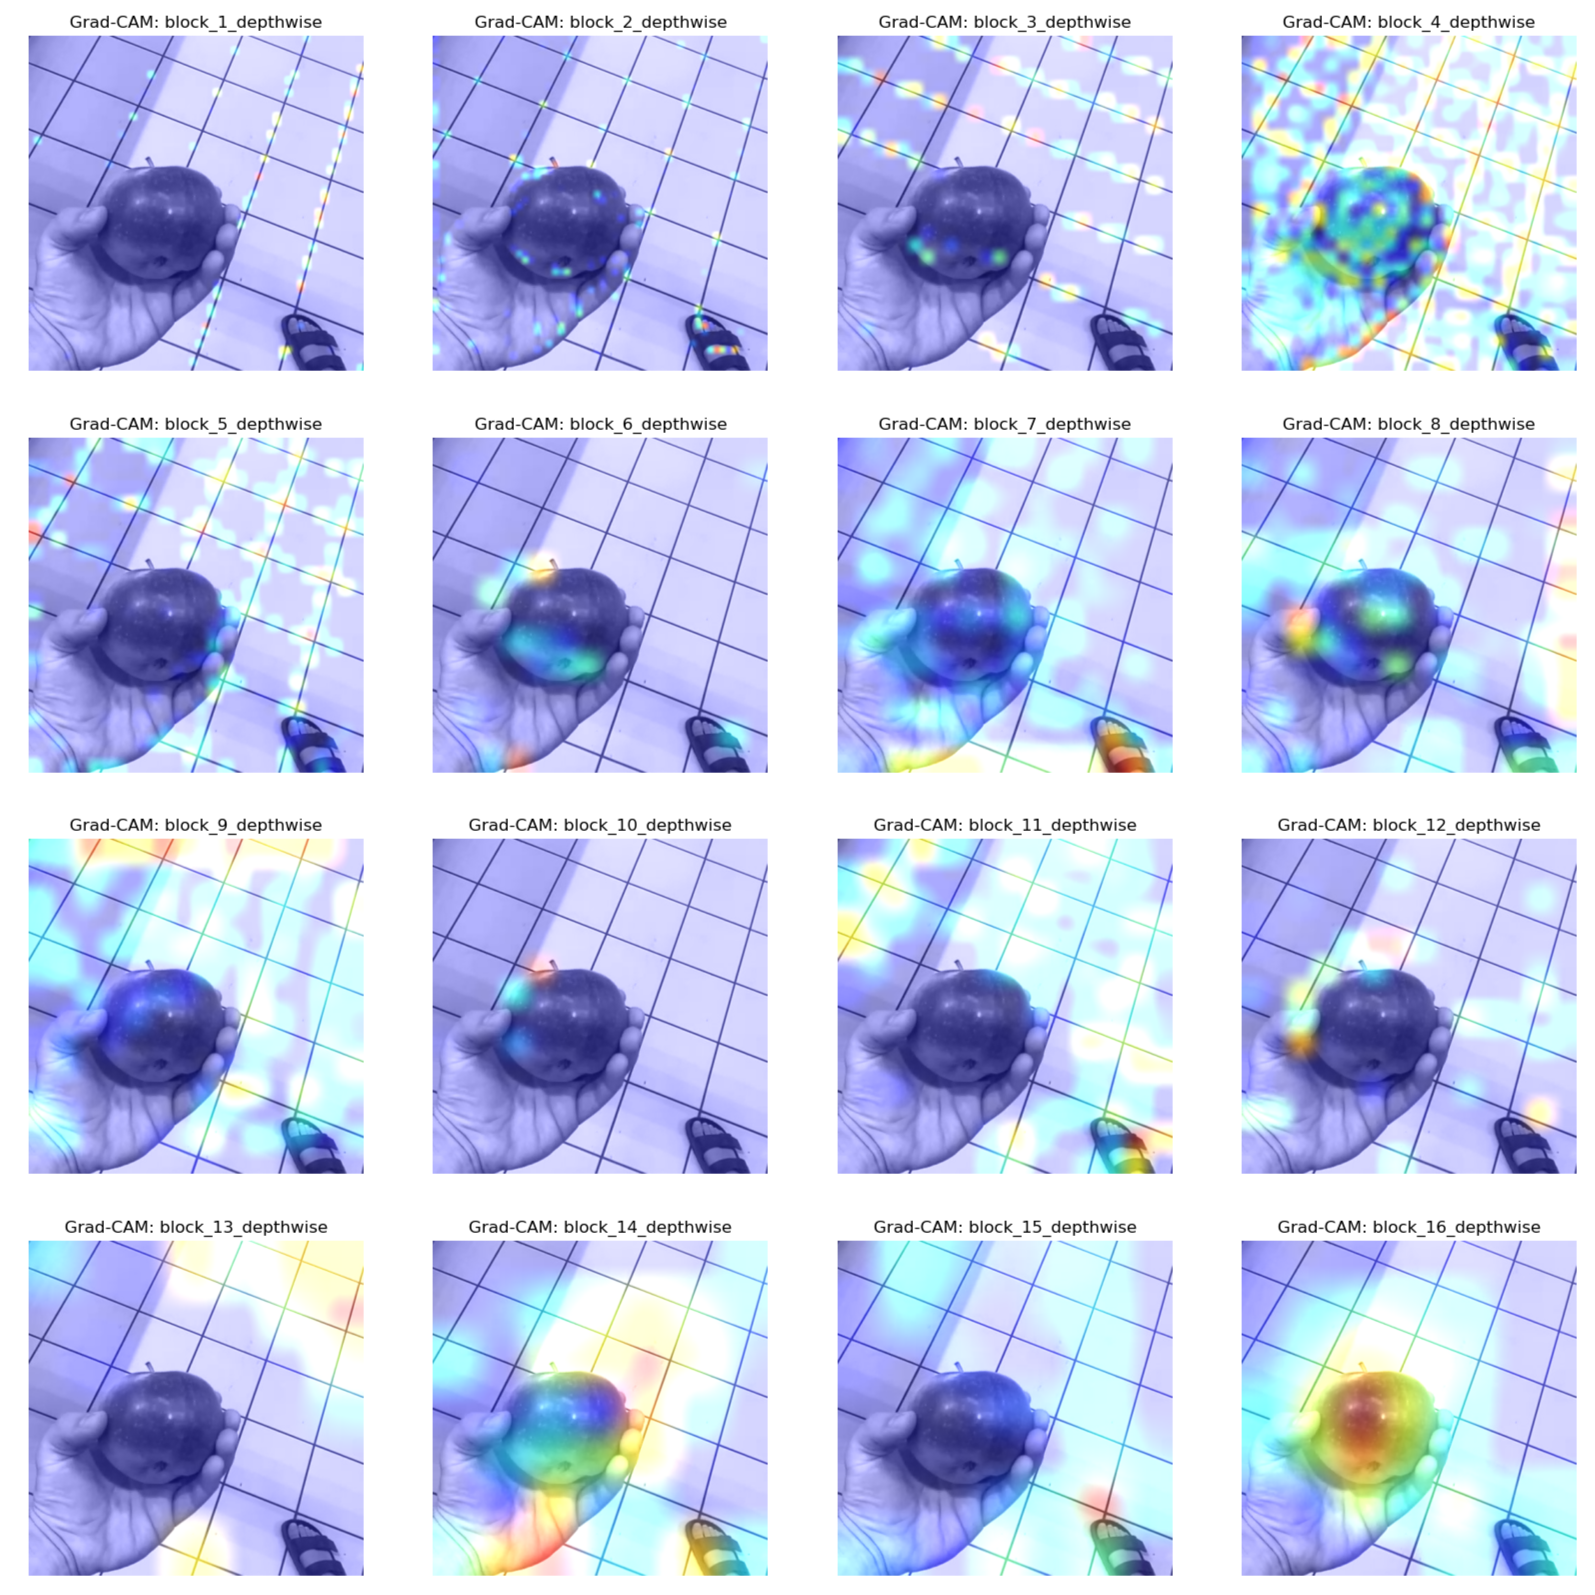 Grad-CAM: block_1_depthwise
Grad-CAM: block_2_depthwise
Grad-CAM: block_3_depthwise
Grad-CAM: block_4_depthwise
Grad-CAM: block_5_depthwise
Grad-CAM: block_6_depthwise
Grad-CAM: block_7_depthwise
Grad-CAM: block_8_depthwise
Grad-CAM: block_9_depthwise
Grad-CAM: block_10_depthwise
Grad-CAM: block_11_depthwise
Grad-CAM: block_12_depthwise
Grad-CAM: block_13_depthwise
Grad-CAM: block_14_depthwise
Grad-CAM: block_15_depthwise
Grad-CAM: block_16_depthwise